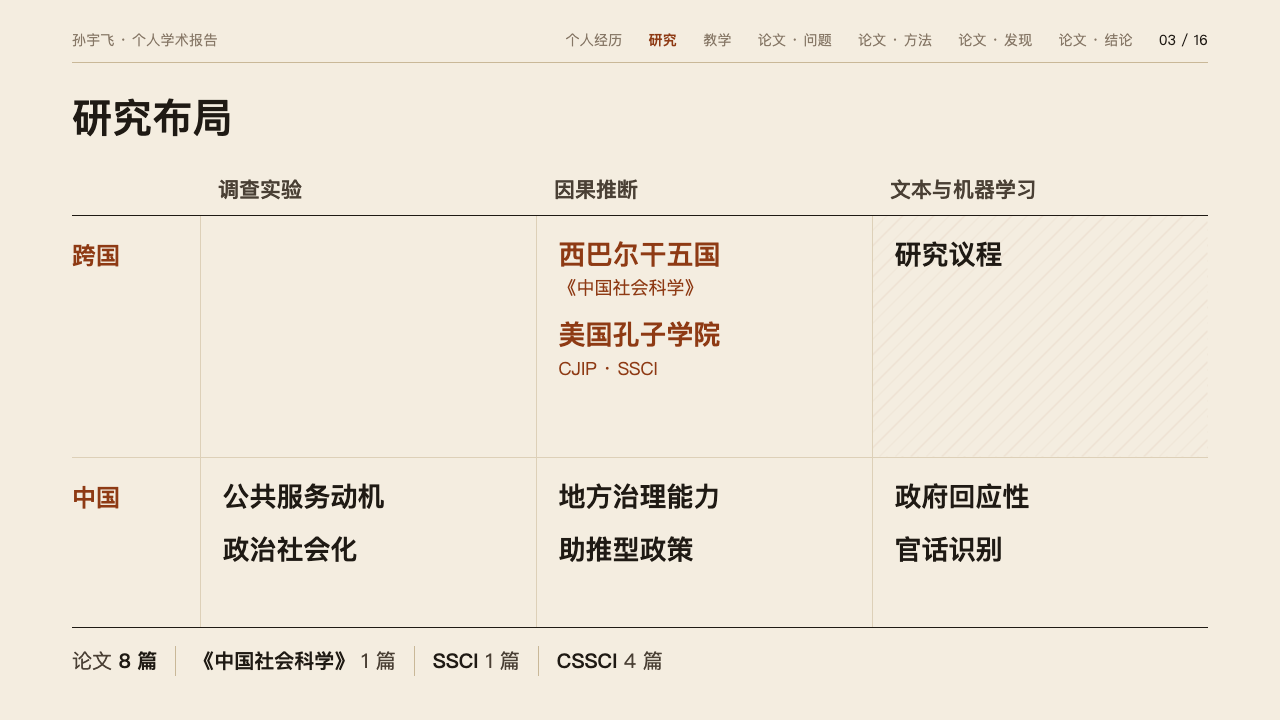 孙宇飞 · 个人学术报告
个人经历 研究 教学 论文 · 问题 论文 · 方法 论文 · 发现 论文 · 结论 03 / 16
研究布局
调查实验 因果推断 文本与机器学习
跨国
西巴尔干五国
《中国社会科学》
美国孔子学院
CJIP · SSCI
研究议程
中国
公共服务动机
政治社会化
地方治理能力
助推型政策
政府回应性
官话识别
论文 8 篇 《中国社会科学》 1 篇 SSCI 1 篇 CSSCI 4 篇